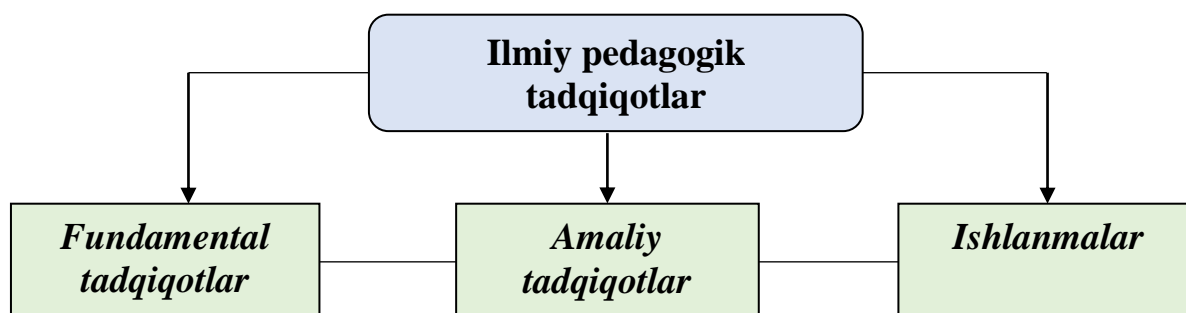 Ilmiy pedagogik
tadqiqotlar
Fundamental
tadqiqotlar
Amaliy
tadqiqotlar
Ishlanmalar